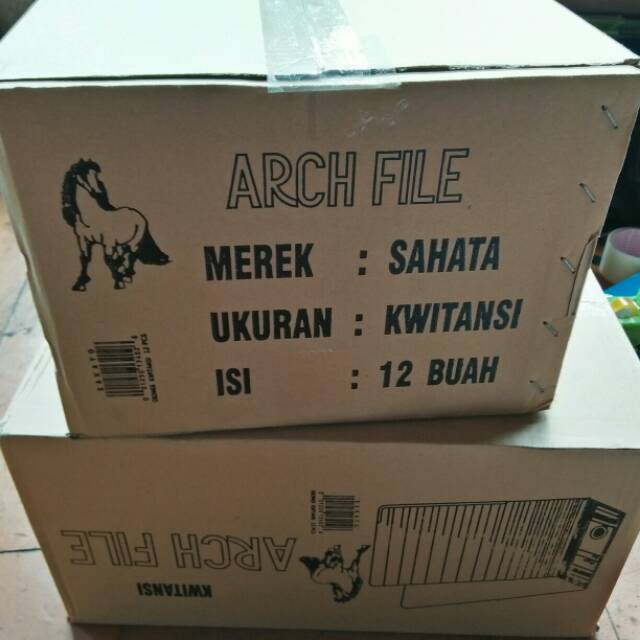 ARCH FILE
MEREK : SAHATA
UKURAN : KWITANSI
ISI : 12 BUAH
ARCH FILE
KWITANSI